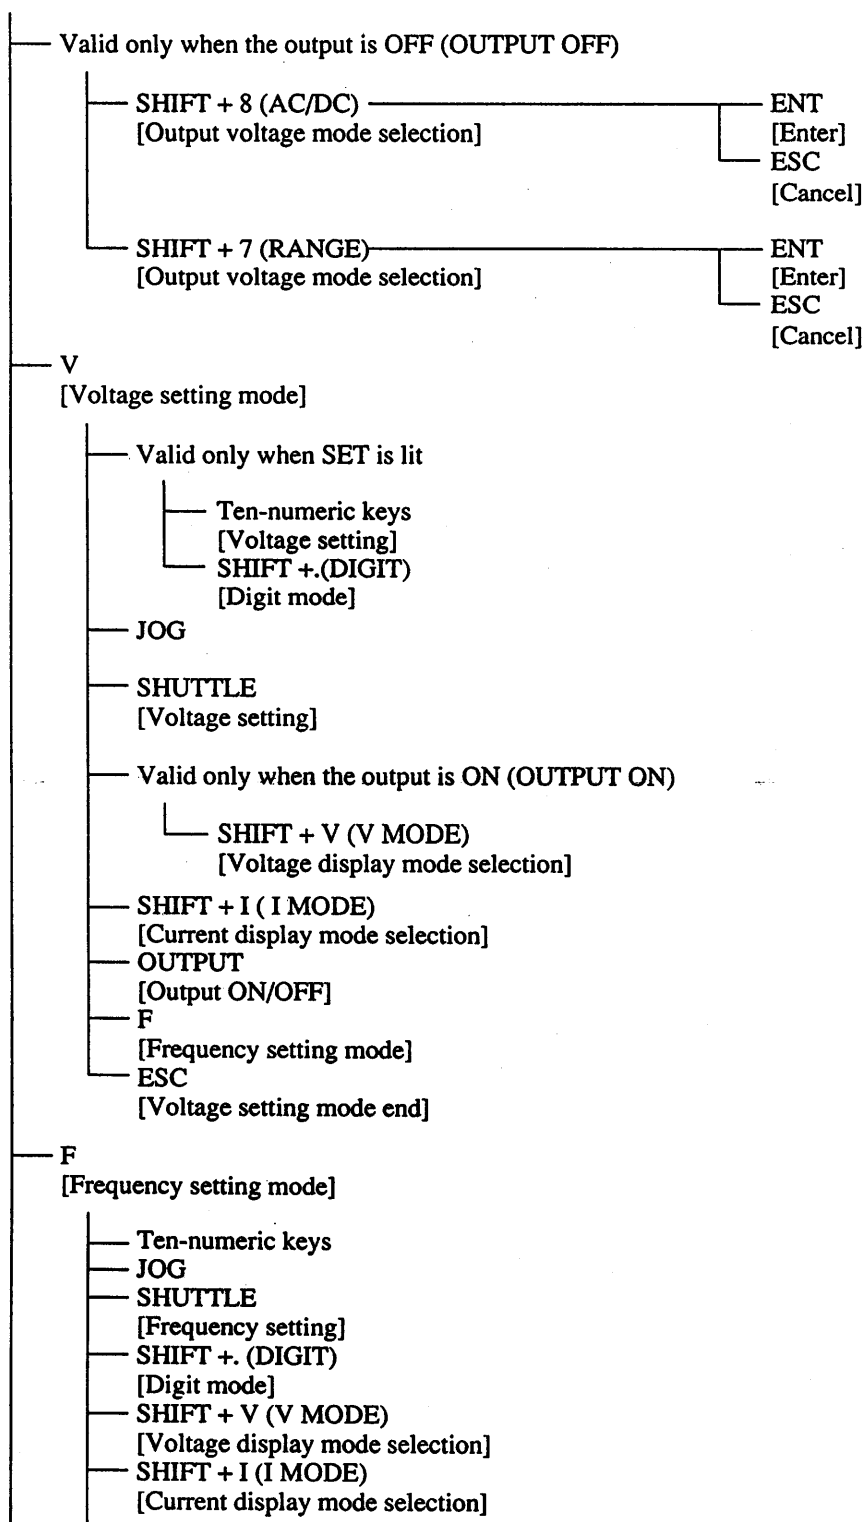 Valid only when the output is OFF (OUTPUT OFF)
SHIFT + 8 (AC/DC) ENT
[Output voltage mode selection] [Enter]
ESC
[Cancel]
SHIFT + 7 (RANGE) ENT
[Output voltage mode selection] [Enter]
ESC
[Cancel]
V
[Voltage setting mode]
Valid only when SET is lit
Ten-numeric keys
[Voltage setting]
SHIFT +.(DIGIT)
[Digit mode]
JOG
SHUTTLE
[Voltage setting]
Valid only when the output is ON (OUTPUT ON)
SHIFT + V (V MODE)
[Voltage display mode selection]
SHIFT + I ( I MODE)
[Current display mode selection]
OUTPUT
[Output ON/OFF]
F
[Frequency setting mode]
ESC
[Voltage setting mode end]
F
[Frequency setting mode]
Ten-numeric keys
JOG
SHUTTLE
[Frequency setting]
SHIFT +. (DIGIT)
[Digit mode]
SHIFT + V (V MODE)
[Voltage display mode selection]
SHIFT + I (I MODE)
[Current display mode selection]